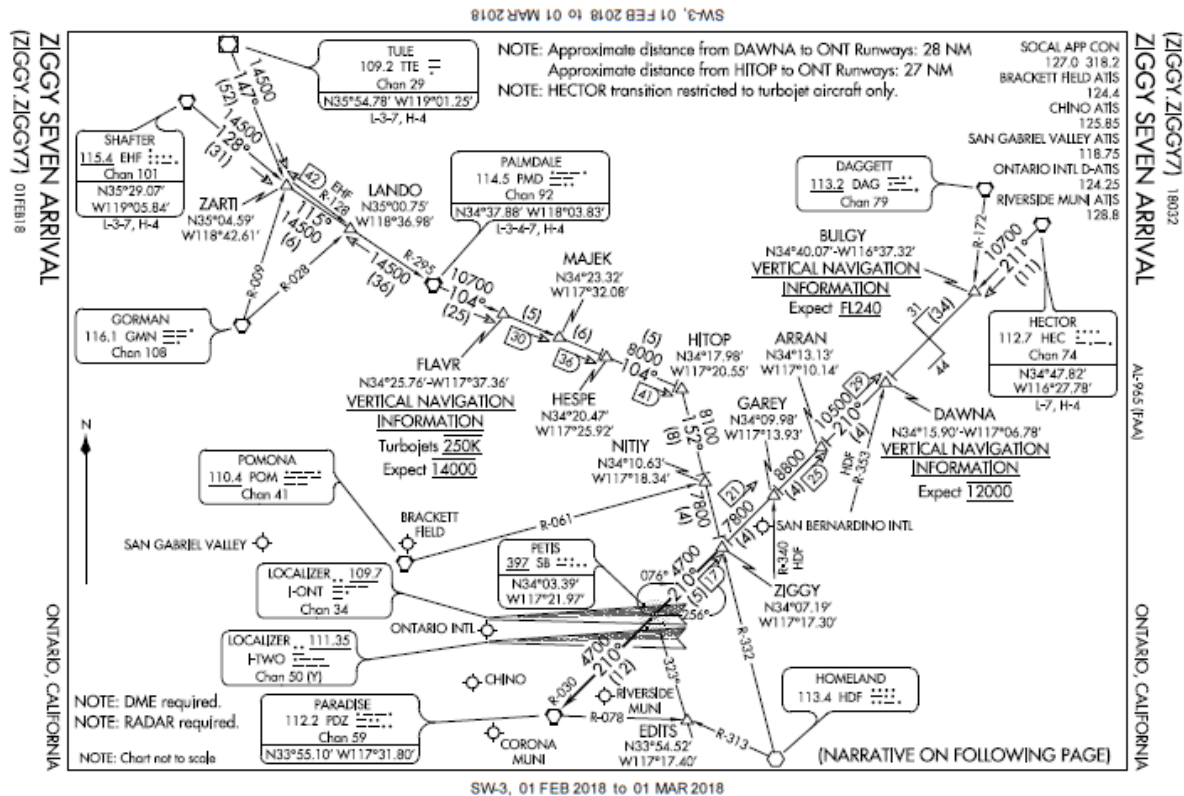 SW-3, 01 FEB 2018 to 01 MAR 2018
ZIGGY SEVEN ARRIVAL
(ZIGGY.ZIGGY7) 01FEB18
ONTARIO, CALIFORNIA
(ZIGGY.ZIGGY7) 18032
ZIGGY SEVEN ARRIVAL
AL-965 (FAA)
ONTARIO, CALIFORNIA
NOTE: Approximate distance from DAWNA to ONT Runways: 28 NM
Approximate distance from HITOP to ONT Runways: 27 NM
NOTE: HECTOR transition restricted to turbojet aircraft only.
SOCAL APP CON
127.0 318.2
BRACKETT FIELD ATIS
124.4
CHINO ATIS
125.85
SAN GABRIEL VALLEY ATIS
118.75
ONTARIO INTL D-ATIS
124.25
RIVERSIDE MUNI ATIS
128.8
TULE
109.2 TTE
Chan 29
N35°54.78' W119°01.25'
L-3-7, H-4
14500
147°
(52)
14500
128°
(31)
SHAFTER
115.4 EHF
Chan 101
N35°29.07'
W119°05.84'
L-3-7, H-4
ZARTI
N35°04.59'
W118°42.61'
42
EHF
R-128
115°
14500
(6)
LANDO
N35°00.75'
W118°36.98'
R-009
R-028
14500
(36)
R-295
GORMAN
116.1 GMN
Chan 108
PALMDALE
114.5 PMD
Chan 92
N34°37.88' W118°03.83'
L-3-4-7, H-4
10700
104°
(25)
FLAVR
N34°25.76'-W117°37.36'
VERTICAL NAVIGATION
INFORMATION
Turbojets 250K
Expect 14000
(5)
30
MAJEK
N34°23.32'
W117°32.08'
(6)
36
HESPE
N34°20.47'
W117°25.92'
(5)
8000
104°
41
HITOP
N34°17.98'
W117°20.55'
8100
152°
(8)
NITIY
N34°10.63'
W117°18.34'
7800
(4)
DAGGETT
113.2 DAG
Chan 79
R-172
BULGY
N34°40.07'-W116°37.32'
VERTICAL NAVIGATION
INFORMATION
Expect FL240
10700
211°
(11)
HECTOR
112.7 HEC
Chan 74
N34°47.82'
W116°27.78'
L-7, H-4
31
(34)
44
DAWNA
N34°15.90'-W117°06.78'
VERTICAL NAVIGATION
INFORMATION
Expect 12000
29
10500
210°
(4)
HDF
R-353
ARRAN
N34°13.13'
W117°10.14'
25
8800
(4)
GAREY
N34°09.98'
W117°13.93'
21
7800
(4)
SAN BERNARDINO INTL
R-340
HDF
ZIGGY
N34°07.19'
W117°17.30'
17
4700
210°
(5)
076°
256°
N
POMONA
110.4 POM
Chan 41
R-061
BRACKETT
FIELD
SAN GABRIEL VALLEY
PETIS
397 SB
N34°03.39'
W117°21.97'
LOCALIZER 109.7
I-ONT
Chan 34
ONTARIO INTL
LOCALIZER 111.35
I-TWO
Chan 50 (Y)
4700
210°
(12)
R-030
323°
R-332
CHINO
RIVERSIDE
MUNI
PARADISE
112.2 PDZ
Chan 59
N33°55.10' W117°31.80'
R-078
CORONA
MUNI
EDITS
N33°54.52'
W117°17.40'
R-313
HOMELAND
113.4 HDF
NOTE: DME required.
NOTE: RADAR required.
NOTE: Chart not to scale
(NARRATIVE ON FOLLOWING PAGE)
SW-3, 01 FEB 2018 to 01 MAR 2018